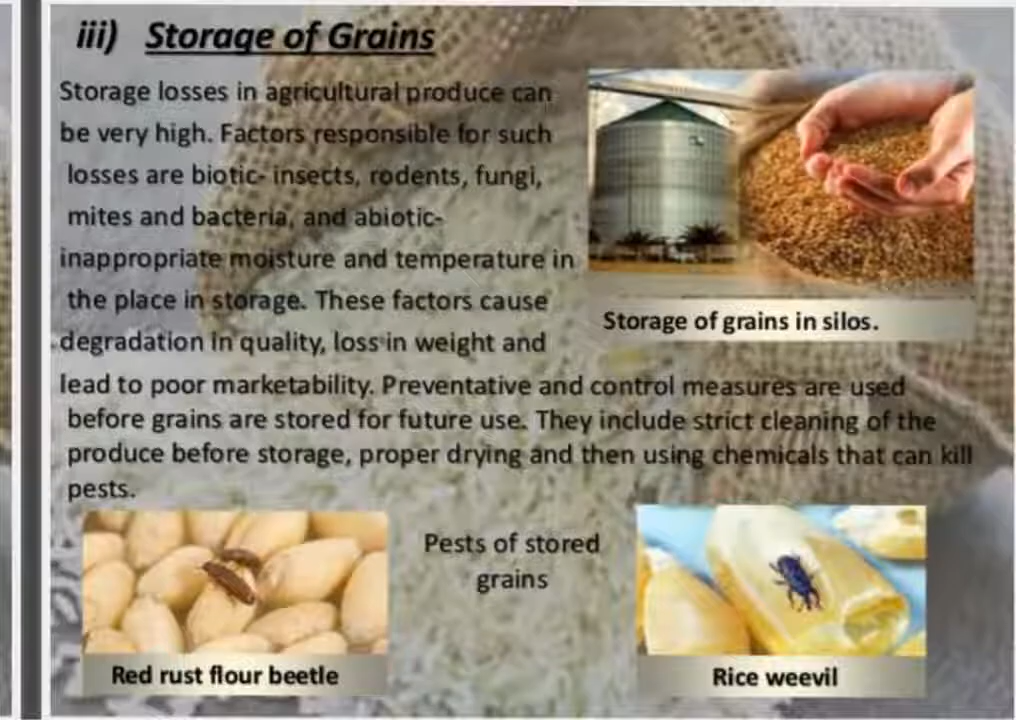 iii) Storage of Grains
Storage losses in agricultural produce can
be very high. Factors responsible for such
losses are biotic- insects, rodents, fungi,
mites and bacteria, and abiotic-
inappropriate moisture and temperature in
the place in storage. These factors cause
degradation in quality, loss in weight and
lead to poor marketability. Preventative and control measures are used
before grains are stored for future use. They include strict cleaning of the
produce before storage, proper drying and then using chemicals that can kill
pests.
Storage of grains in silos.
Pests of stored
grains
Red rust flour beetle
Rice weevil